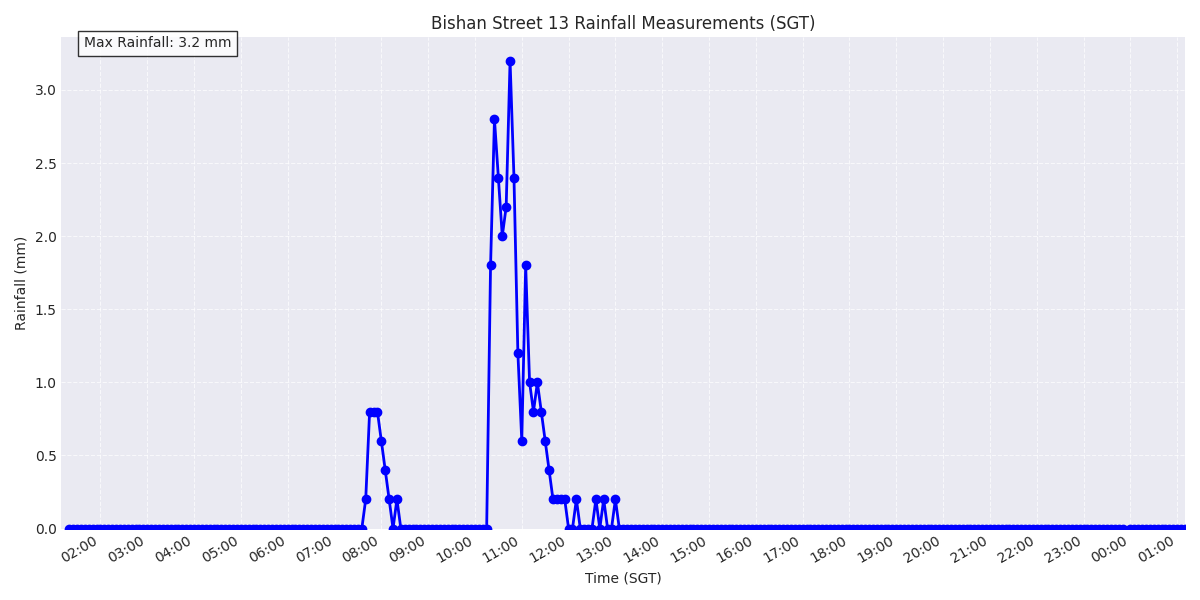 Bishan Street 13 Rainfall Measurements (SGT)
Max Rainfall: 3.2 mm
Rainfall (mm)
3.0
2.5
2.0
1.5
1.0
0.5
0.0
02:00 03:00 04:00 05:00 06:00 07:00 08:00 09:00 10:00 11:00 12:00 13:00 14:00 15:00 16:00 17:00 18:00 19:00 20:00 21:00 22:00 23:00 00:00 01:00
Time (SGT)